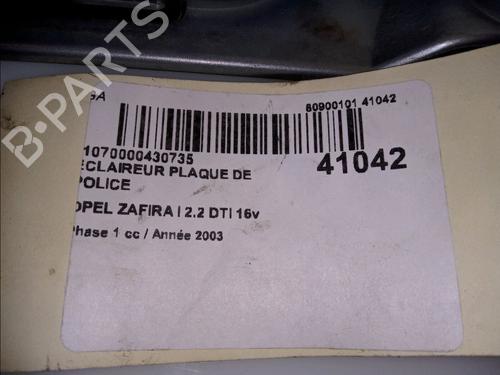 B-PARTS
GA
80900101 41042
1070000430735
41042
ECLAIREUR PLAQUE DE
POLICE
OPEL ZAFIRA I 2.2 DTI 16v
Phase 1 cc / Année 2003